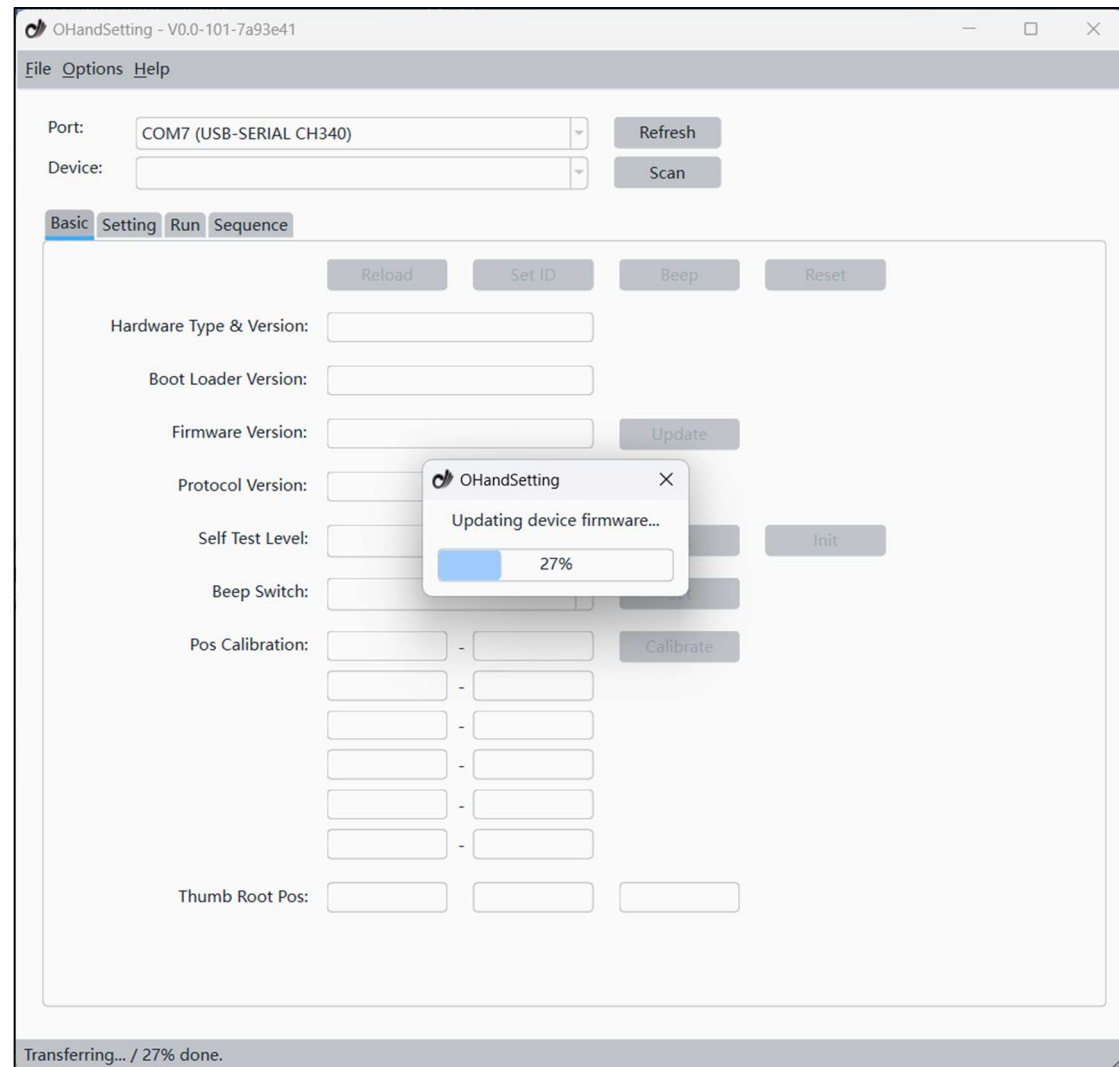 OHandSetting - V0.0-101-7a93e41
File Options Help
Port: COM7 (USB-SERIAL CH340) Refresh
Device: Scan
Basic Setting Run Sequence
Reload Set ID Beep Reset
Hardware Type & Version:
Boot Loader Version:
Firmware Version: Update
Protocol Version:
OHandSetting
Updating device firmware...
27%
Self Test Level: Init
Beep Switch:
Pos Calibration: - Calibrate
-
-
-
-
-
Thumb Root Pos:
Transferring... / 27% done.